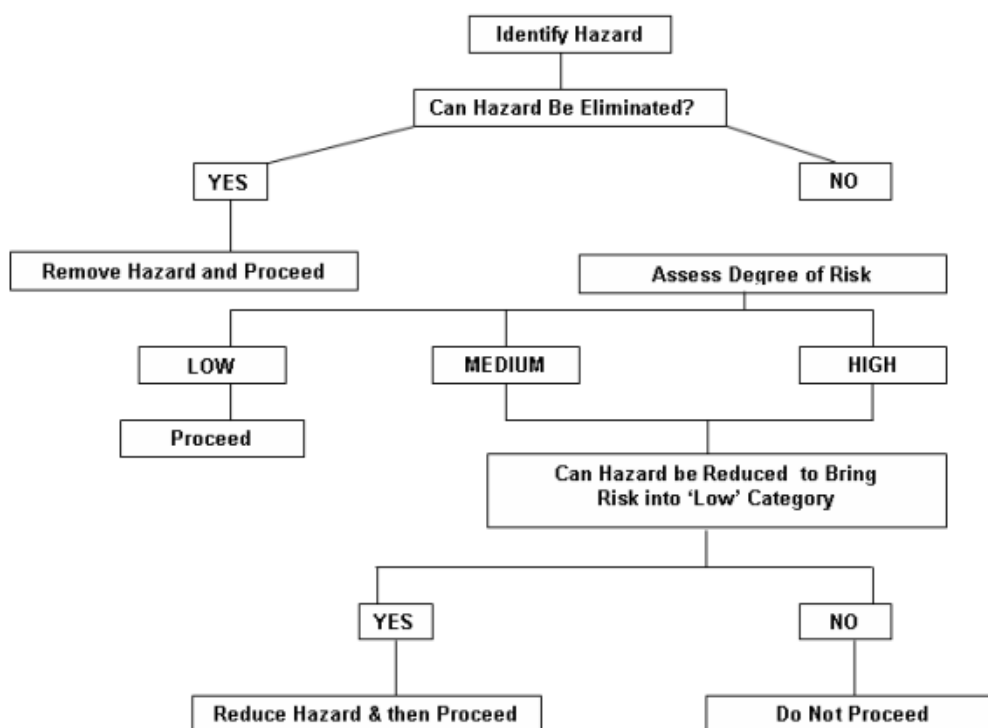 Identify Hazard
Can Hazard Be Eliminated?
YES
NO
Remove Hazard and Proceed
Assess Degree of Risk
LOW
MEDIUM
HIGH
Proceed
Can Hazard be Reduced to Bring
Risk into ‘Low’ Category
YES
NO
Reduce Hazard & then Proceed
Do Not Proceed